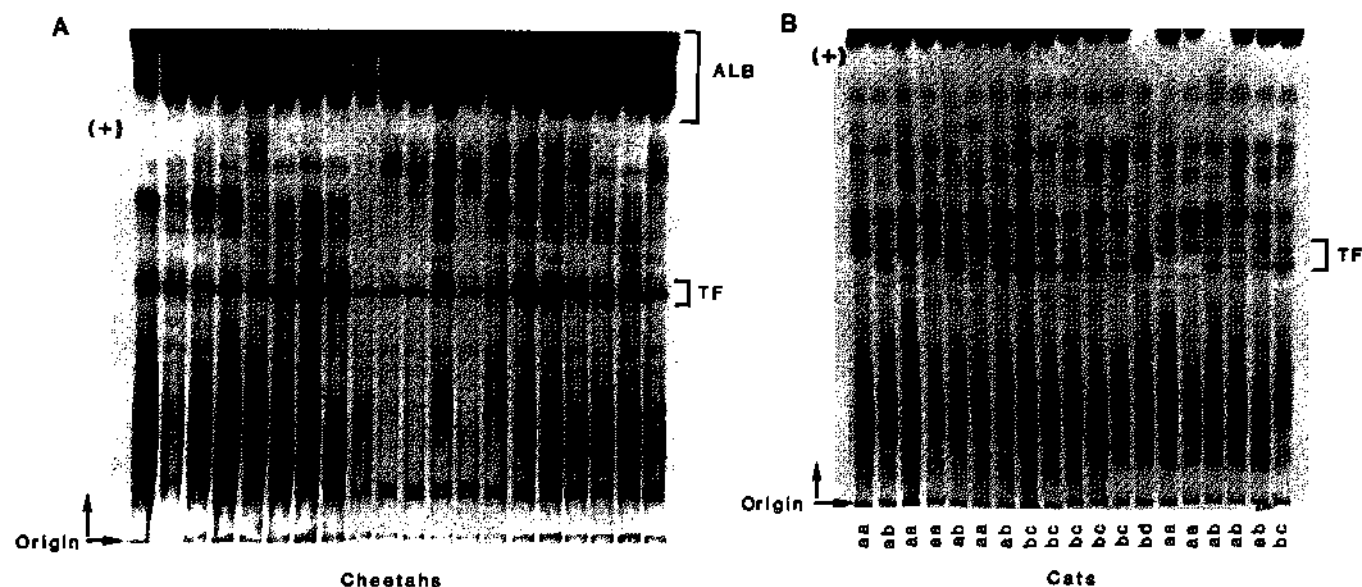 A
ALB
(+)
TF
Origin
Cheetahs
B
(+)
TF
Origin
aa ab aa aa ab aa ab bc bc bc bc bc bd aa aa ab ab ab bc
Cats